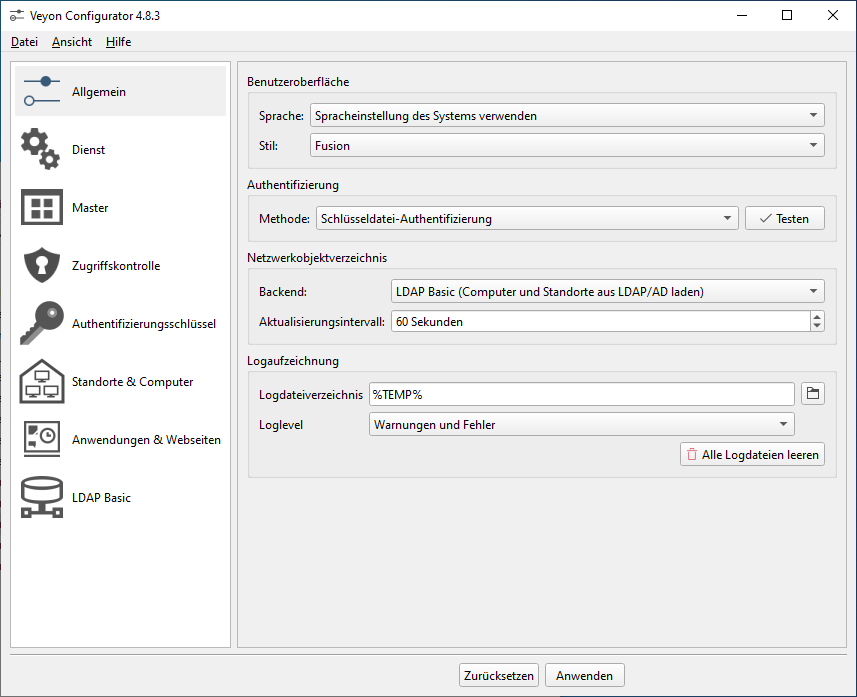 Veyon Configurator 4.8.3
Datei Ansicht Hilfe
Allgemein
Dienst
Master
Zugriffskontrolle
Authentifizierungsschlüssel
Standorte & Computer
Anwendungen & Webseiten
LDAP Basic
Benutzeroberfläche
Sprache: Spracheinstellung des Systems verwenden
Stil: Fusion
Authentifizierung
Methode: Schlüsseldatei-Authentifizierung Testen
Netzwerkobjektverzeichnis
Backend: LDAP Basic (Computer und Standorte aus LDAP/AD laden)
Aktualisierungsintervall: 60 Sekunden
Logaufzeichnung
Logdateiverzeichnis %TEMP%
Loglevel Warnungen und Fehler
Alle Logdateien leeren
Zurücksetzen Anwenden